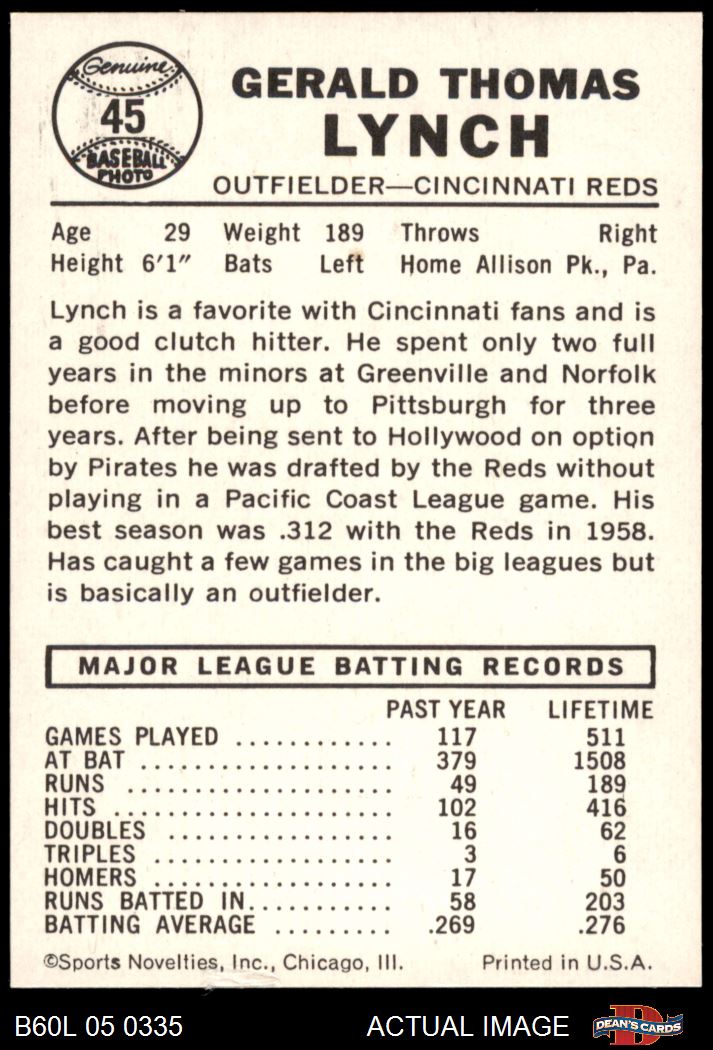 Genuine
45
BASEBALL
PHOTO
GERALD THOMAS
LYNCH
OUTFIELDER—CINCINNATI REDS
Age 29 Weight 189 Throws Right
Height 6'1" Bats Left Home Allison Pk., Pa.
Lynch is a favorite with Cincinnati fans and is
a good clutch hitter. He spent only two full
years in the minors at Greenville and Norfolk
before moving up to Pittsburgh for three
years. After being sent to Hollywood on option
by Pirates he was drafted by the Reds without
playing in a Pacific Coast League game. His
best season was .312 with the Reds in 1958.
Has caught a few games in the big leagues but
is basically an outfielder.
MAJOR LEAGUE BATTING RECORDS
PAST YEAR LIFETIME
GAMES PLAYED ............ 117 511
AT BAT .................... 379 1508
RUNS ..................... 49 189
HITS ...................... 102 416
DOUBLES ................. 16 62
TRIPLES .................. 3 6
HOMERS .................. 17 50
RUNS BATTED IN........... 58 203
BATTING AVERAGE ......... .269 .276
©Sports Novelties, Inc., Chicago, Ill. Printed in U.S.A.
B60L 05 0335 ACTUAL IMAGE D DEAN'S CARDS